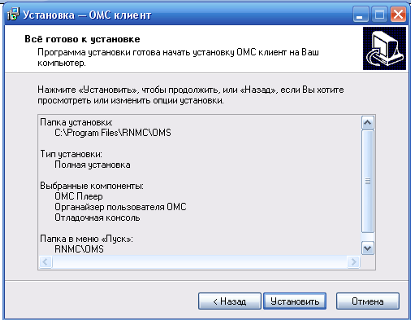 Установка — ОМС клиент
Всё готово к установке
Программа установки готова начать установку ОМС клиент на Ваш
компьютер.
Нажмите «Установить», чтобы продолжить, или «Назад», если Вы хотите
просмотреть или изменить опции установки.
Папка установки:
C:\Program Files\RNMC\OMS
Тип установки:
Полная установка
Выбранные компоненты:
ОМС Плеер
Органайзер пользователя ОМС
Отладочная консоль
Папка в меню «Пуск»:
RNMC\OMS
< Назад
Установить
Отмена